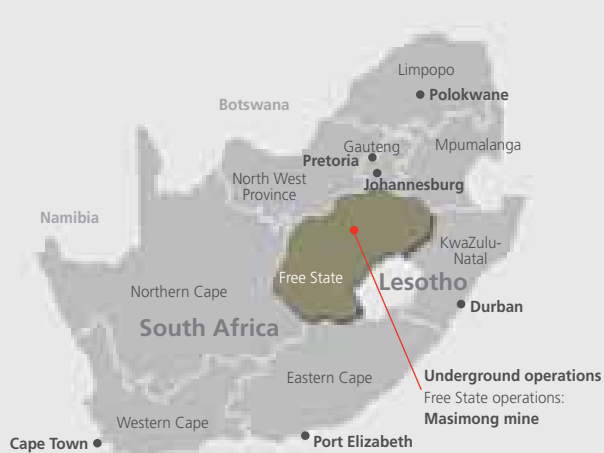 Limpopo
Polokwane
Botswana
Gauteng
Mpumalanga
Pretoria
North West
Province
Johannesburg
Namibia
KwaZulu-
Natal
Free State
Lesotho
Northern Cape
Durban
South Africa
Eastern Cape
Underground operations
Free State operations:
Masimong mine
Western Cape
Cape Town
Port Elizabeth